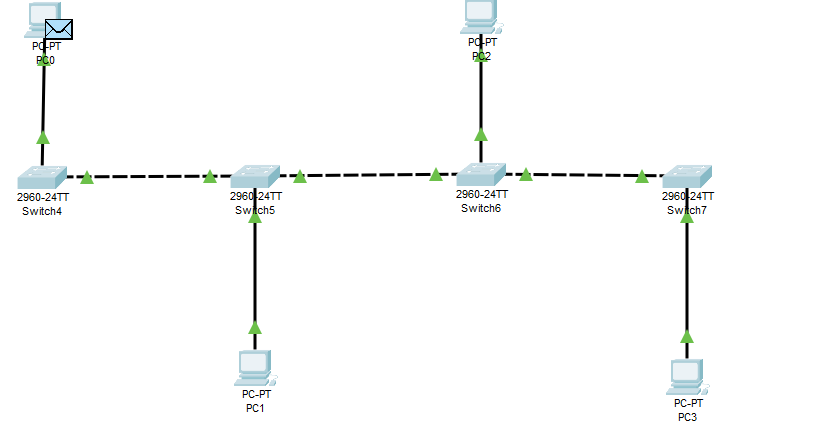 PC-PT
PC0
PC-PT
PC2
2960-24TT
Switch4
2960-24TT
Switch5
2960-24TT
Switch6
2960-24TT
Switch7
PC-PT
PC1
PC-PT
PC3